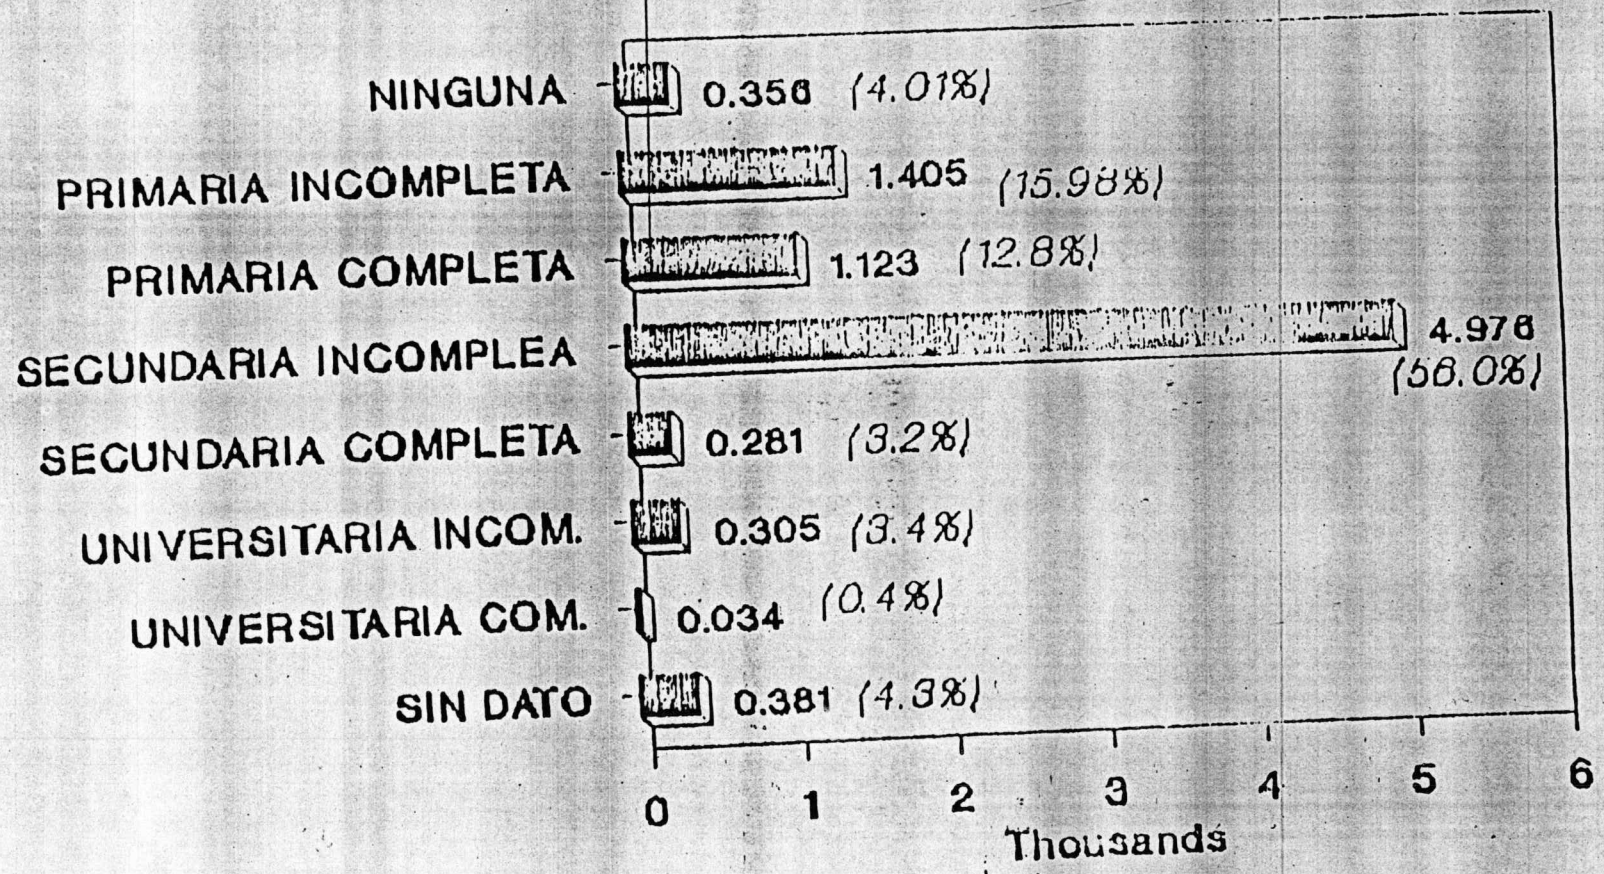 NINGUNA 0.356 (4.01%)
PRIMARIA INCOMPLETA 1.405 (15.98%)
PRIMARIA COMPLETA 1.123 (12.8%)
SECUNDARIA INCOMPLEA 4.976
(56.0%)
SECUNDARIA COMPLETA 0.281 (3.2%)
UNIVERSITARIA INCOM. 0.305 (3.4%)
UNIVERSITARIA COM. 0.034 (0.4%)
SIN DATO 0.381 (4.3%)
0 1 2 3 4 5 6
Thousands